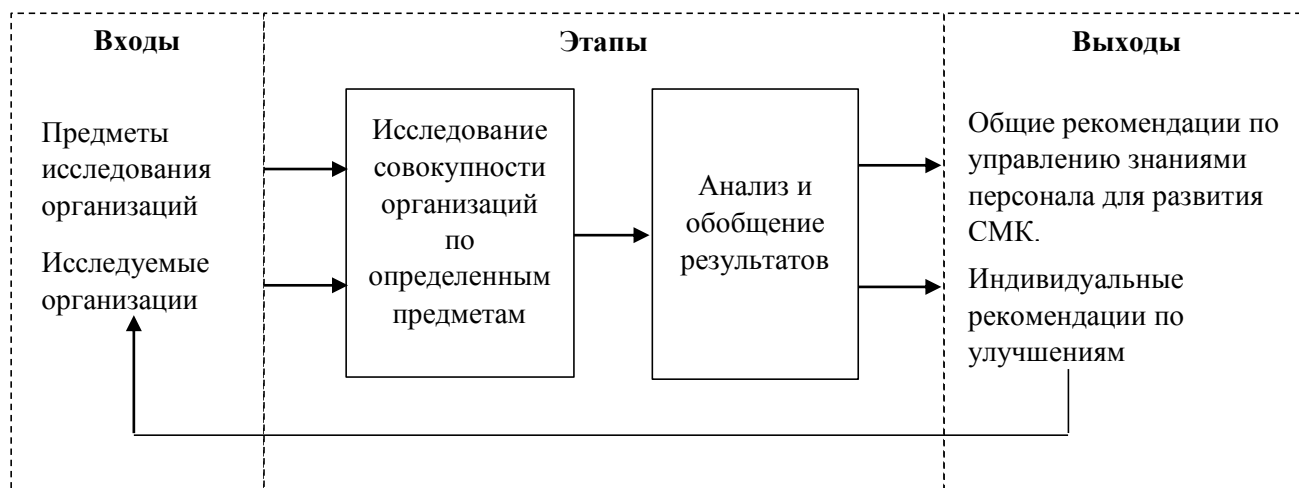 Входы
Этапы
Выходы
Предметы
исследования
организаций
Исследуемые
организации
Исследование
совокупности
организаций
по
определенным
предметам
Анализ и
обобщение
результатов
Общие рекомендации по
управлению знаниями
персонала для развития
СМК.
Индивидуальные
рекомендации по
улучшениям